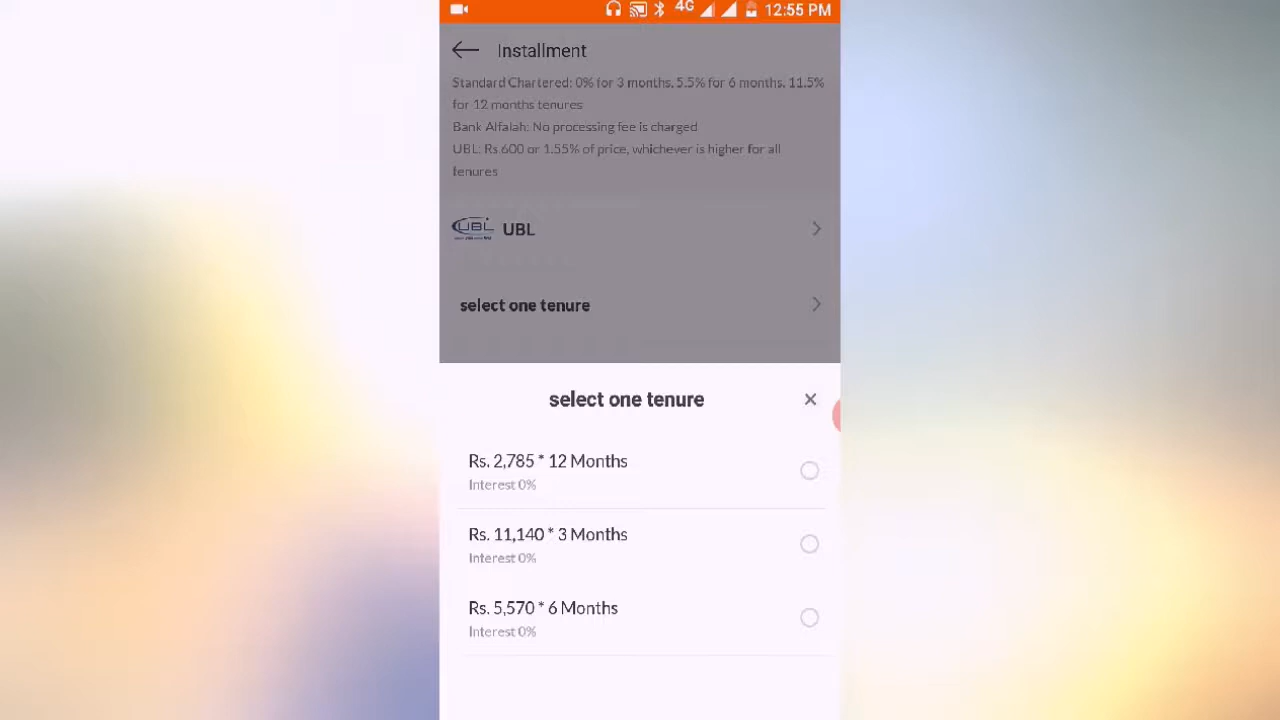 4G 12:55 PM
Installment
Standard Chartered: 0% for 3 months, 5.5% for 6 months, 11.5%
for 12 months tenures
Bank Alfalah: No processing fee is charged
UBL: Rs 600 or 1.55% of price, whichever is higher for all
tenures
UBL UBL
select one tenure
select one tenure
Rs. 2,785 * 12 Months
Interest 0%
Rs. 11,140 * 3 Months
Interest 0%
Rs. 5,570 * 6 Months
Interest 0%